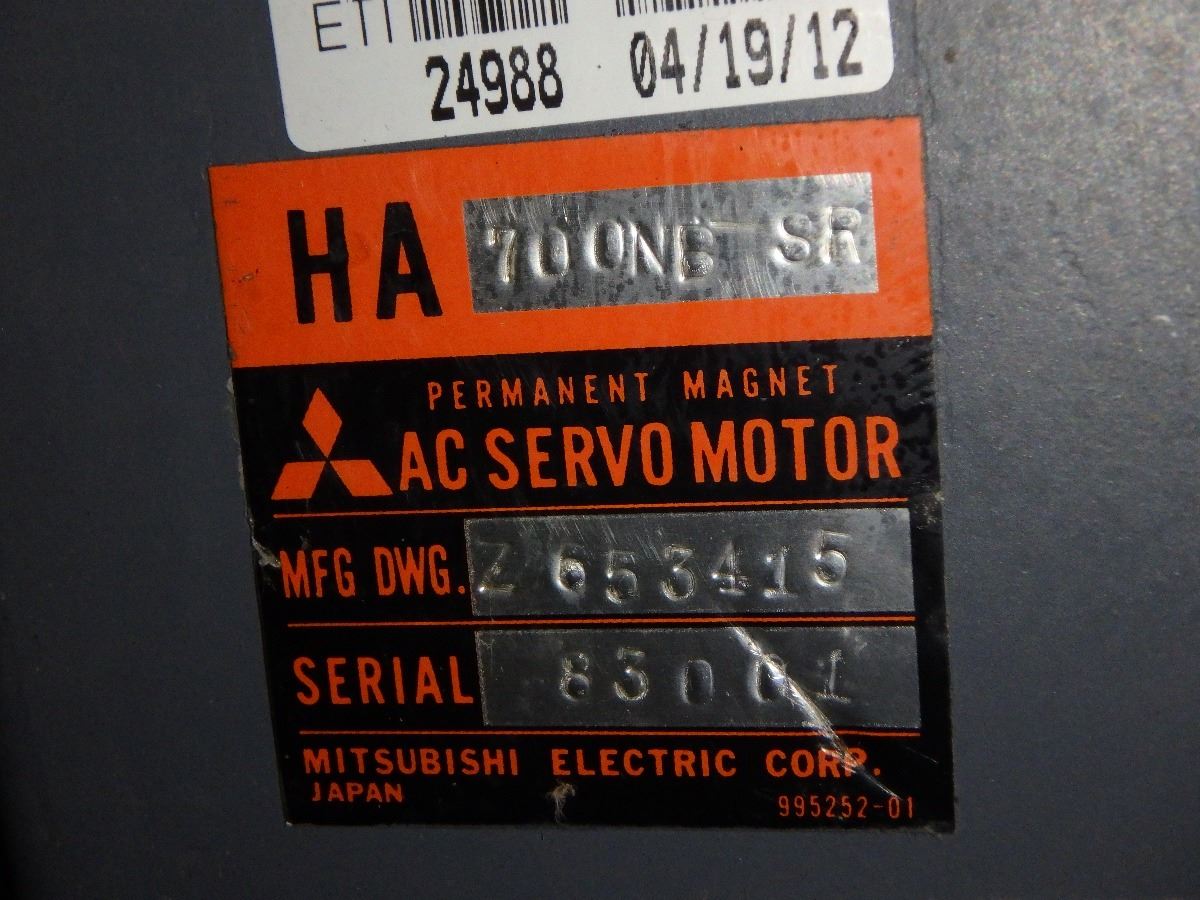 ETI
24988 04/19/12
HA 700NB-SR
PERMANENT MAGNET
AC SERVO MOTOR
MFG DWG. Z 653415
SERIAL 83001
MITSUBISHI ELECTRIC CORP.
JAPAN
995252-01